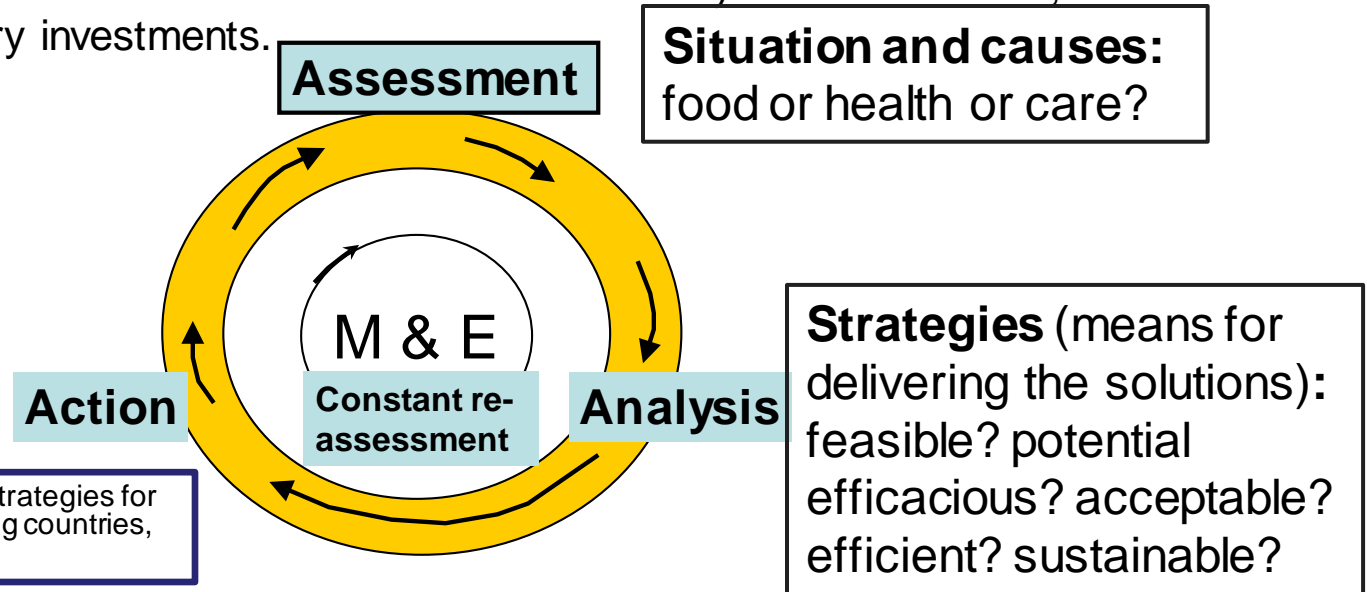 ry investments.
Assessment
Situation and causes:
food or health or care?
M & E
Constant re-
assessment
Action
Analysis
Strategies (means for
delivering the solutions):
feasible? potential
efficacious? acceptable?
efficient? sustainable?
trategies for
g countries,